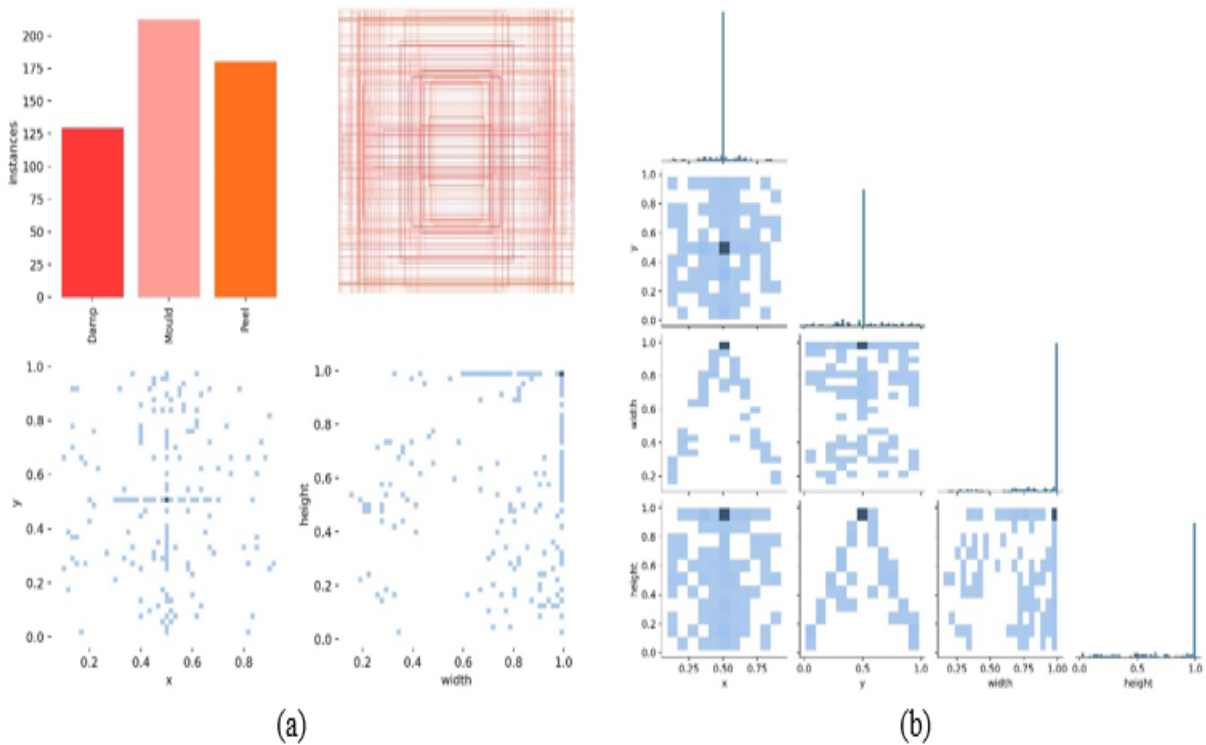 200
175
150
125
100
75
50
25
0
instances
Damp
Mould
Peel
1.0
0.8
0.6
0.4
0.2
0.0
y
0.2 0.4 0.6 0.8
x
1.0
0.8
0.6
0.4
0.2
0.0
height
0.2 0.4 0.6 0.8 1.0
width
(a)
1.0
0.8
0.6
0.4
0.2
0.0
y
1.0
0.8
0.6
0.4
0.2
width
1.0
0.8
0.6
0.4
0.2
0.0
height
0.25 0.50 0.75
x
0.0 0.5 1.0
y
0.25 0.50 0.75 1.00
width
0.0 0.5 1.0
height
(b)